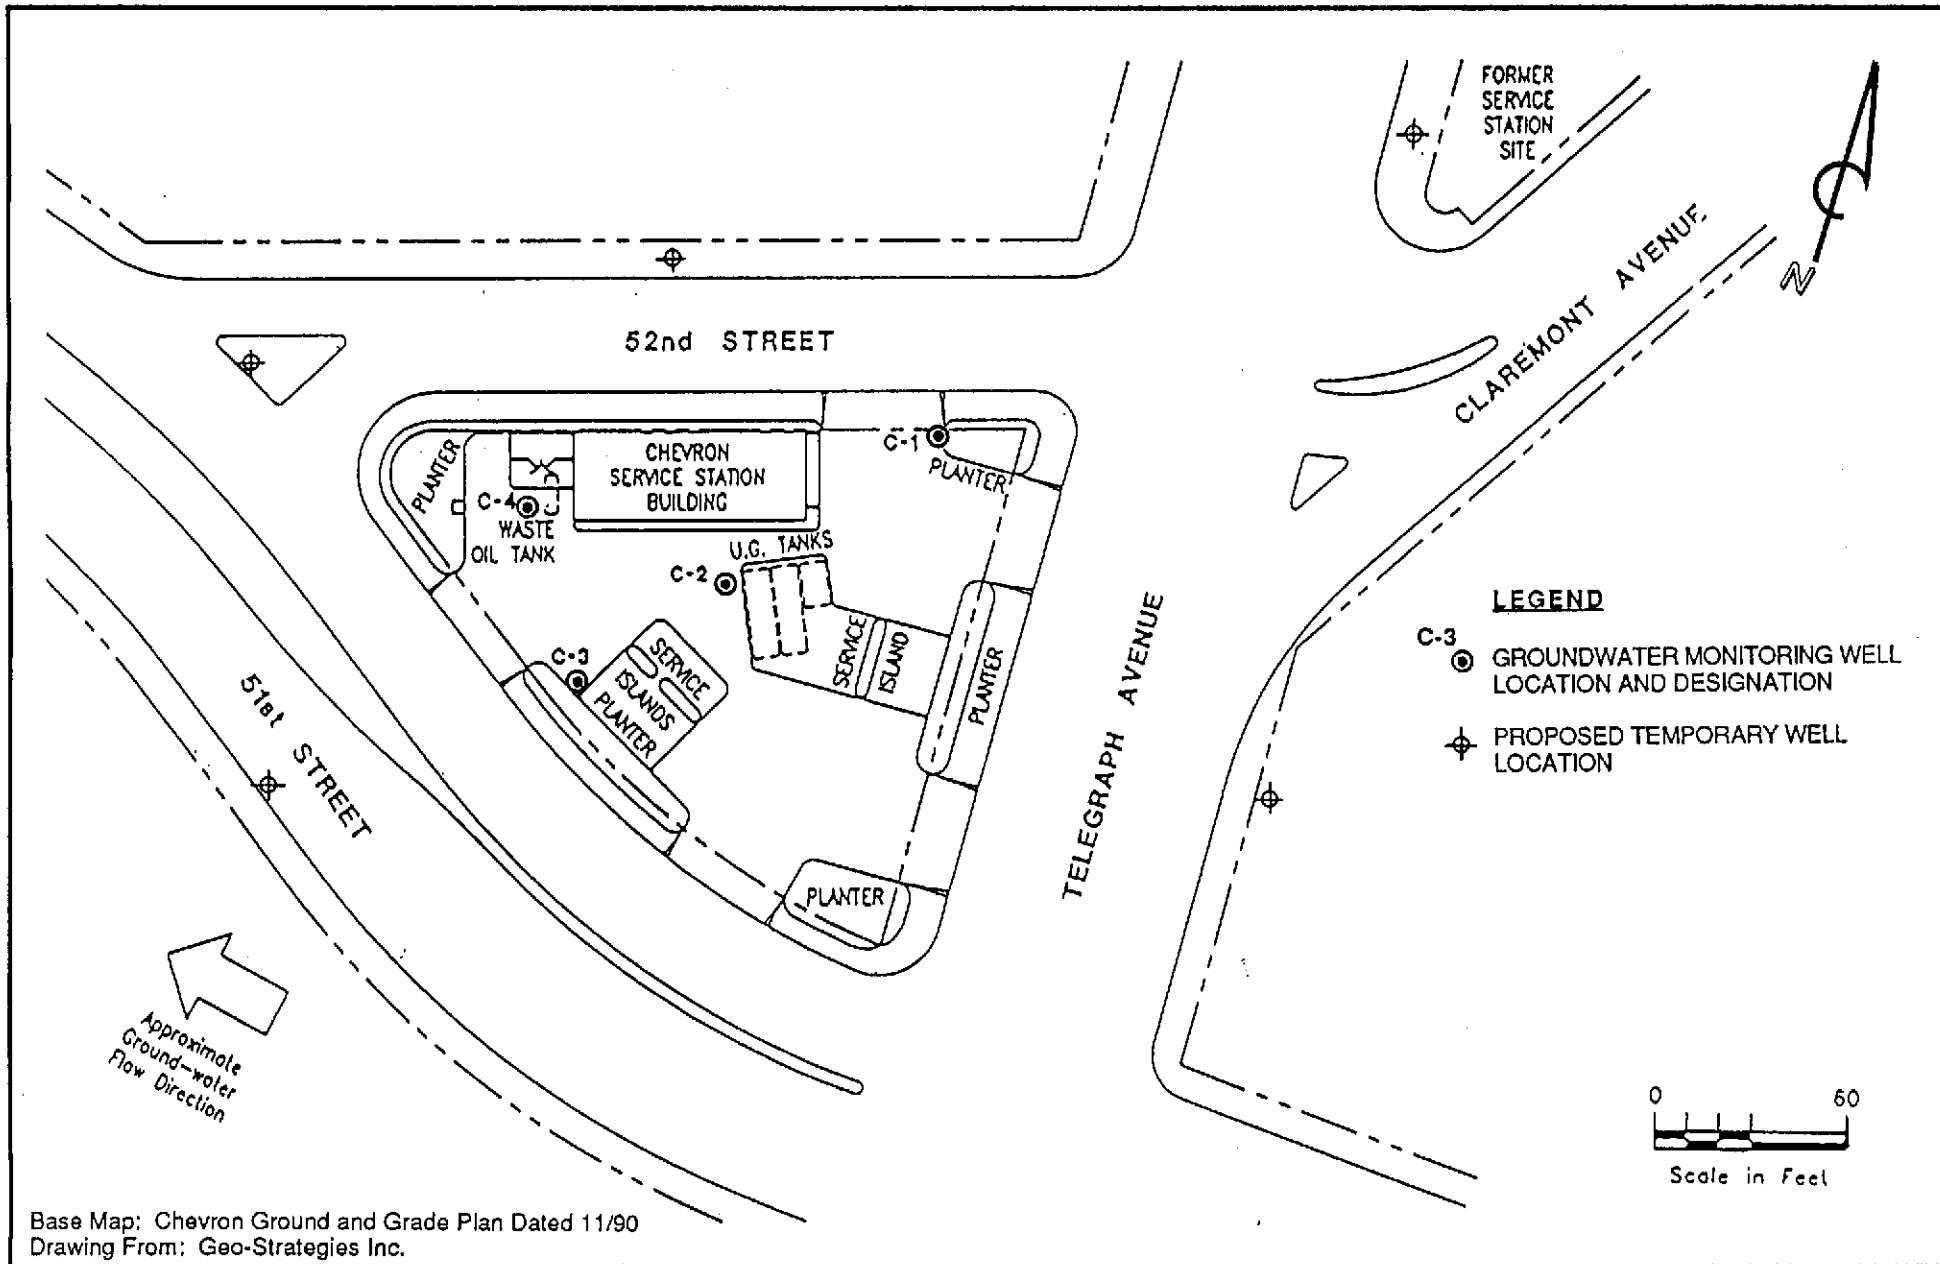 FORMER
SERVICE
STATION
SITE
CLAREMONT AVENUE
N
52nd STREET
PLANTER
CHEVRON
SERVICE STATION
BUILDING
C-1
PLANTER
C-4
WASTE
OIL TANK
U.G. TANKS
C-2
C-3
SERVICE
ISLANDS
PLANTER
SERVICE
ISLAND
PLANTER
PLANTER
TELEGRAPH AVENUE
51st STREET
LEGEND
C-3
GROUNDWATER MONITORING WELL
LOCATION AND DESIGNATION
PROPOSED TEMPORARY WELL
LOCATION
Approximate
Ground-water
Flow Direction
0 60
Scale in Feet
Base Map: Chevron Ground and Grade Plan Dated 11/90
Drawing From: Geo-Strategies Inc.